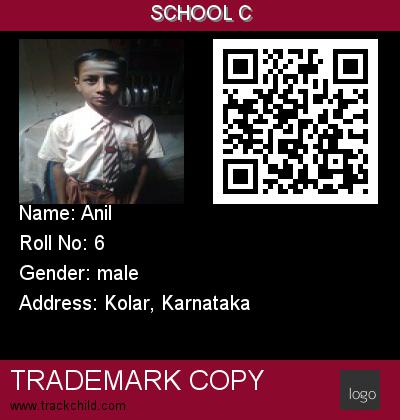 SCHOOL C
Name: Anil
Roll No: 6
Gender: male
Address: Kolar, Karnataka
TRADEMARK COPY
logo
www.trackchild.com